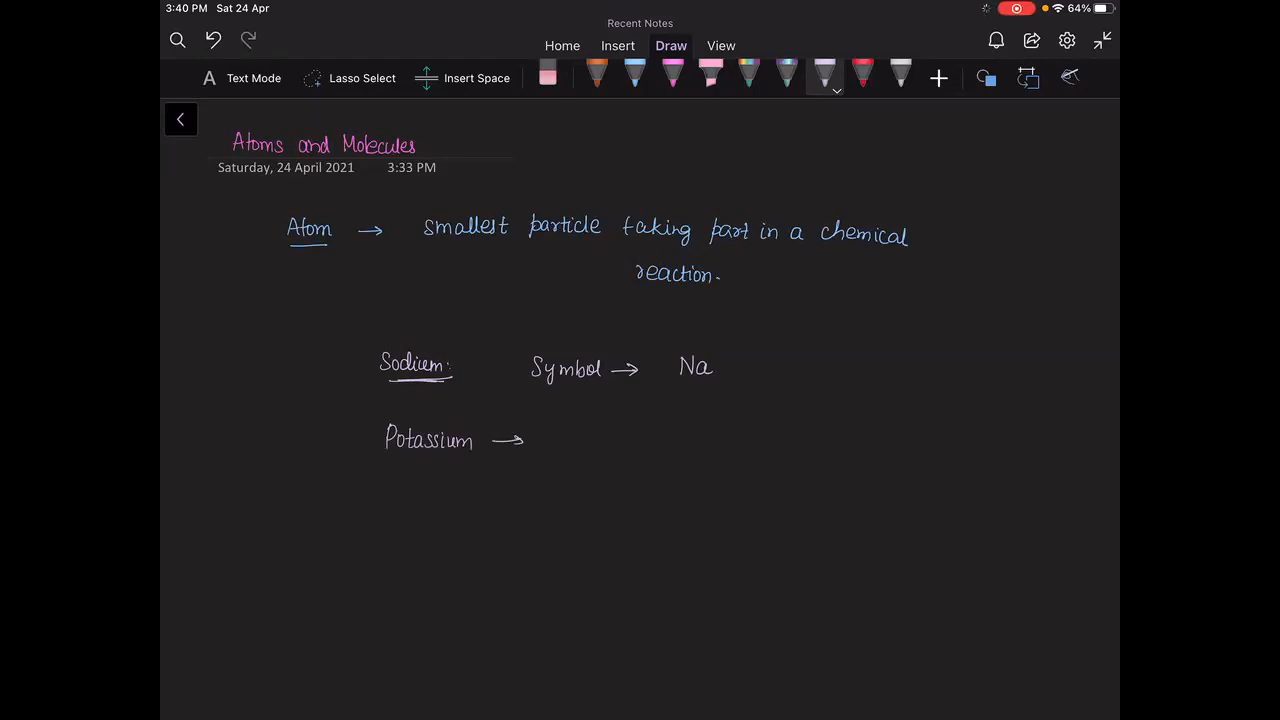 3:40 PM Sat 24 Apr
64%
Recent Notes
Home Insert Draw View
A Text Mode Lasso Select Insert Space
Atoms and Molecules
Saturday, 24 April 2021 3:33 PM
Atom → smallest particle taking part in a chemical
reaction.
Sodium: Symbol → Na
Potassium →